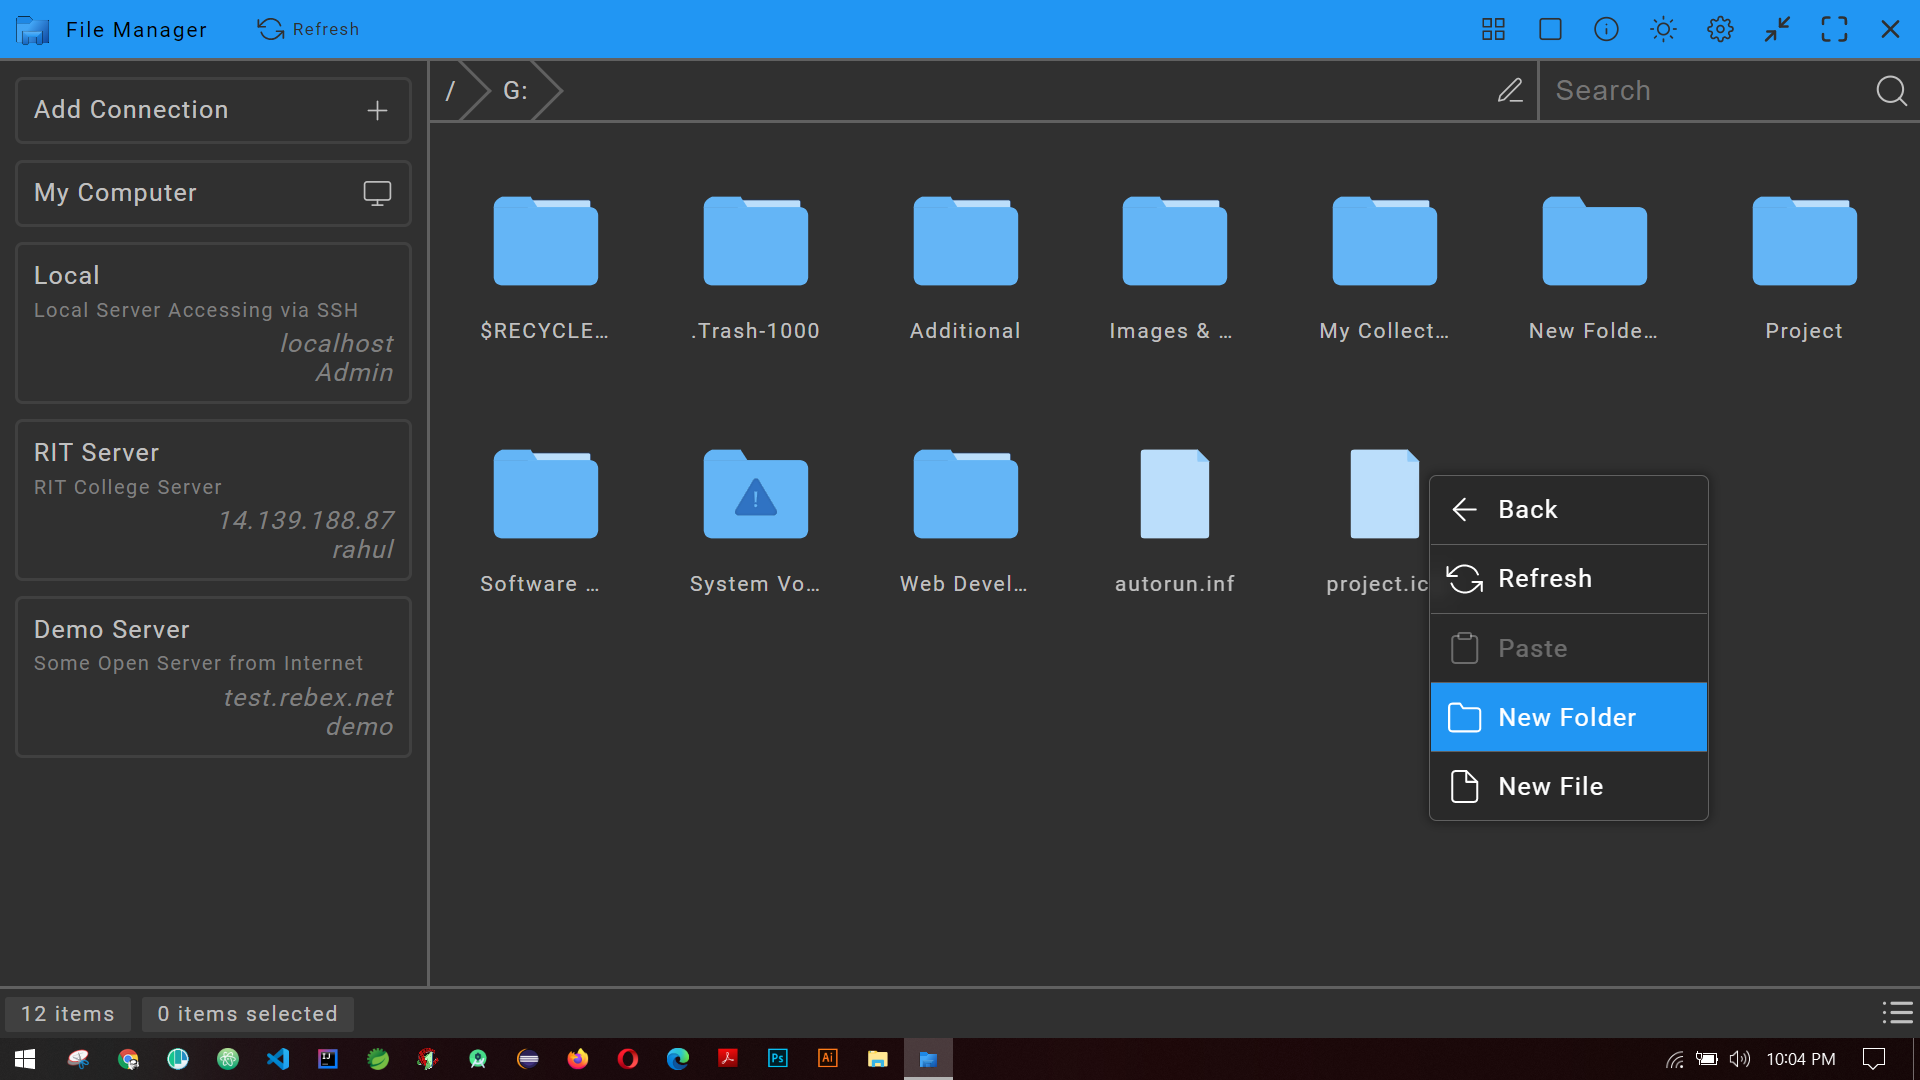 File Manager
Refresh
Add Connection
My Computer
Local
Local Server Accessing via SSH
localhost
Admin
RIT Server
RIT College Server
14.139.188.87
rahul
Demo Server
Some Open Server from Internet
test.rebex.net
demo
/
G:
Search
$RECYCLE...
.Trash-1000
Additional
Images & ...
My Collect...
New Folde...
Project
Software ...
System Vo...
Web Devel...
autorun.inf
project.ic
Back
Refresh
Paste
New Folder
New File
12 items
0 items selected
IJ
Ps
Ai
10:04 PM